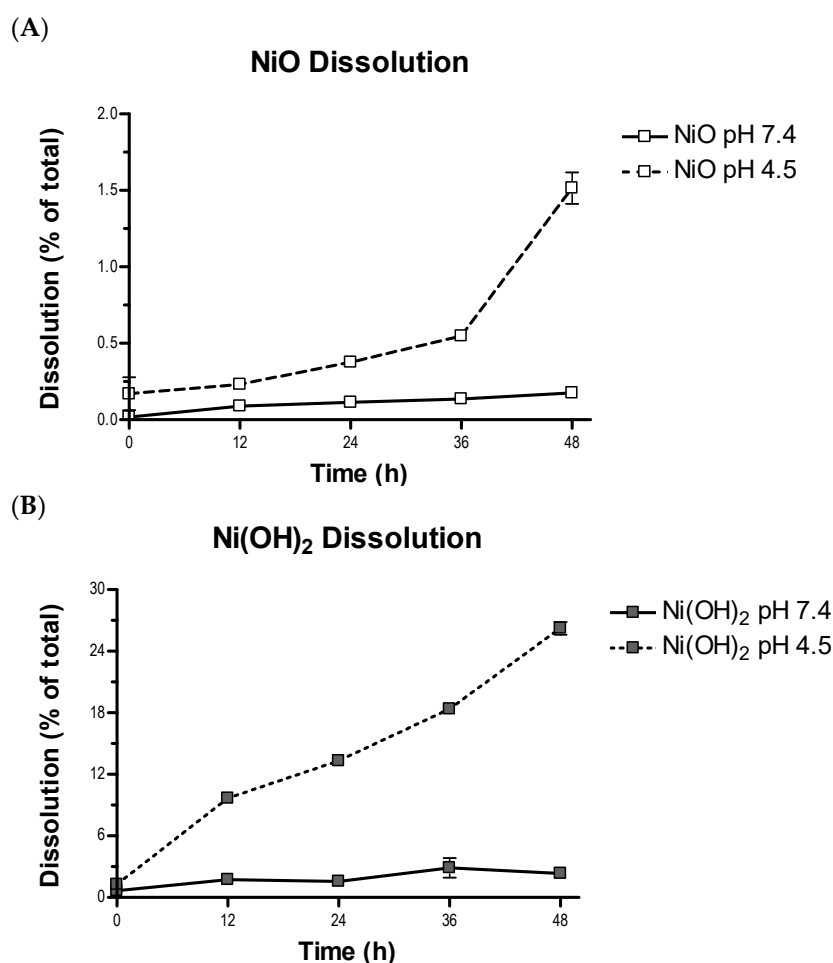 (A)
NiO Dissolution
2.0
1.5
1.0
0.5
0.0
Dissolution (% of total)
0 12 24 36 48
Time (h)
NiO pH 7.4
NiO pH 4.5
(B)
Ni(OH)₂ Dissolution
30
24
18
12
6
0
Dissolution (% of total)
0 12 24 36 48
Time (h)
Ni(OH)₂ pH 7.4
Ni(OH)₂ pH 4.5